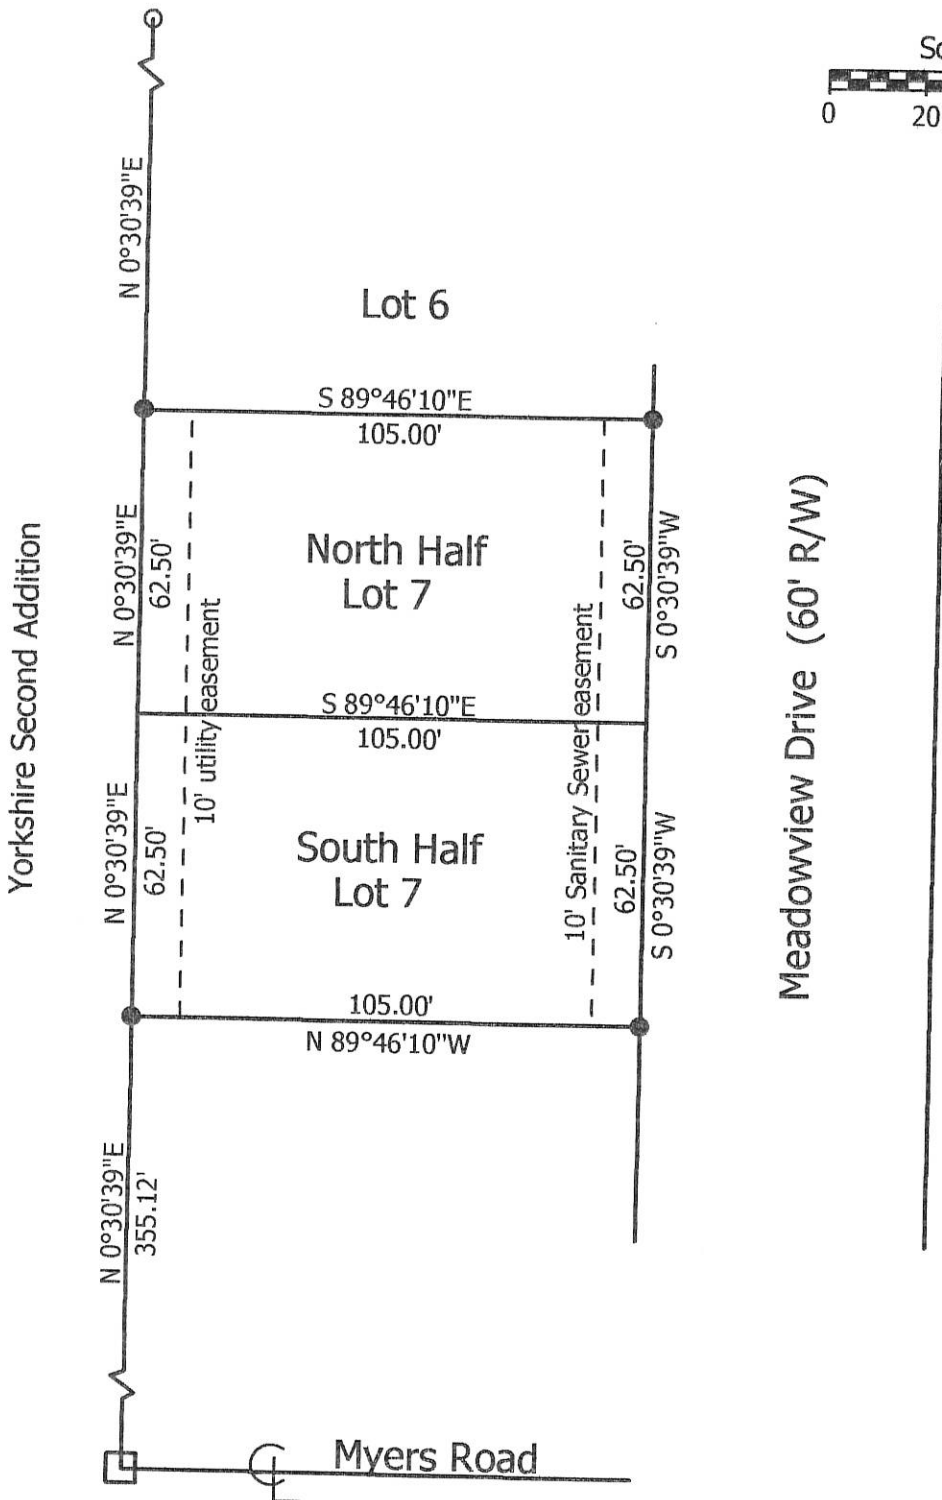 Sc
0 20
N 0°30'39"E
Lot 6
S 89°46'10"E
105.00'
Yorkshire Second Addition
N 0°30'39"E
62.50'
10' utility easement
North Half
Lot 7
10' Sanitary Sewer easement
62.50'
S 0°30'39"W
Meadowview Drive (60' R/W)
S 89°46'10"E
105.00'
N 0°30'39"E
62.50'
South Half
Lot 7
62.50'
S 0°30'39"W
105.00'
N 89°46'10"W
N 0°30'39"E
355.12'
Myers Road